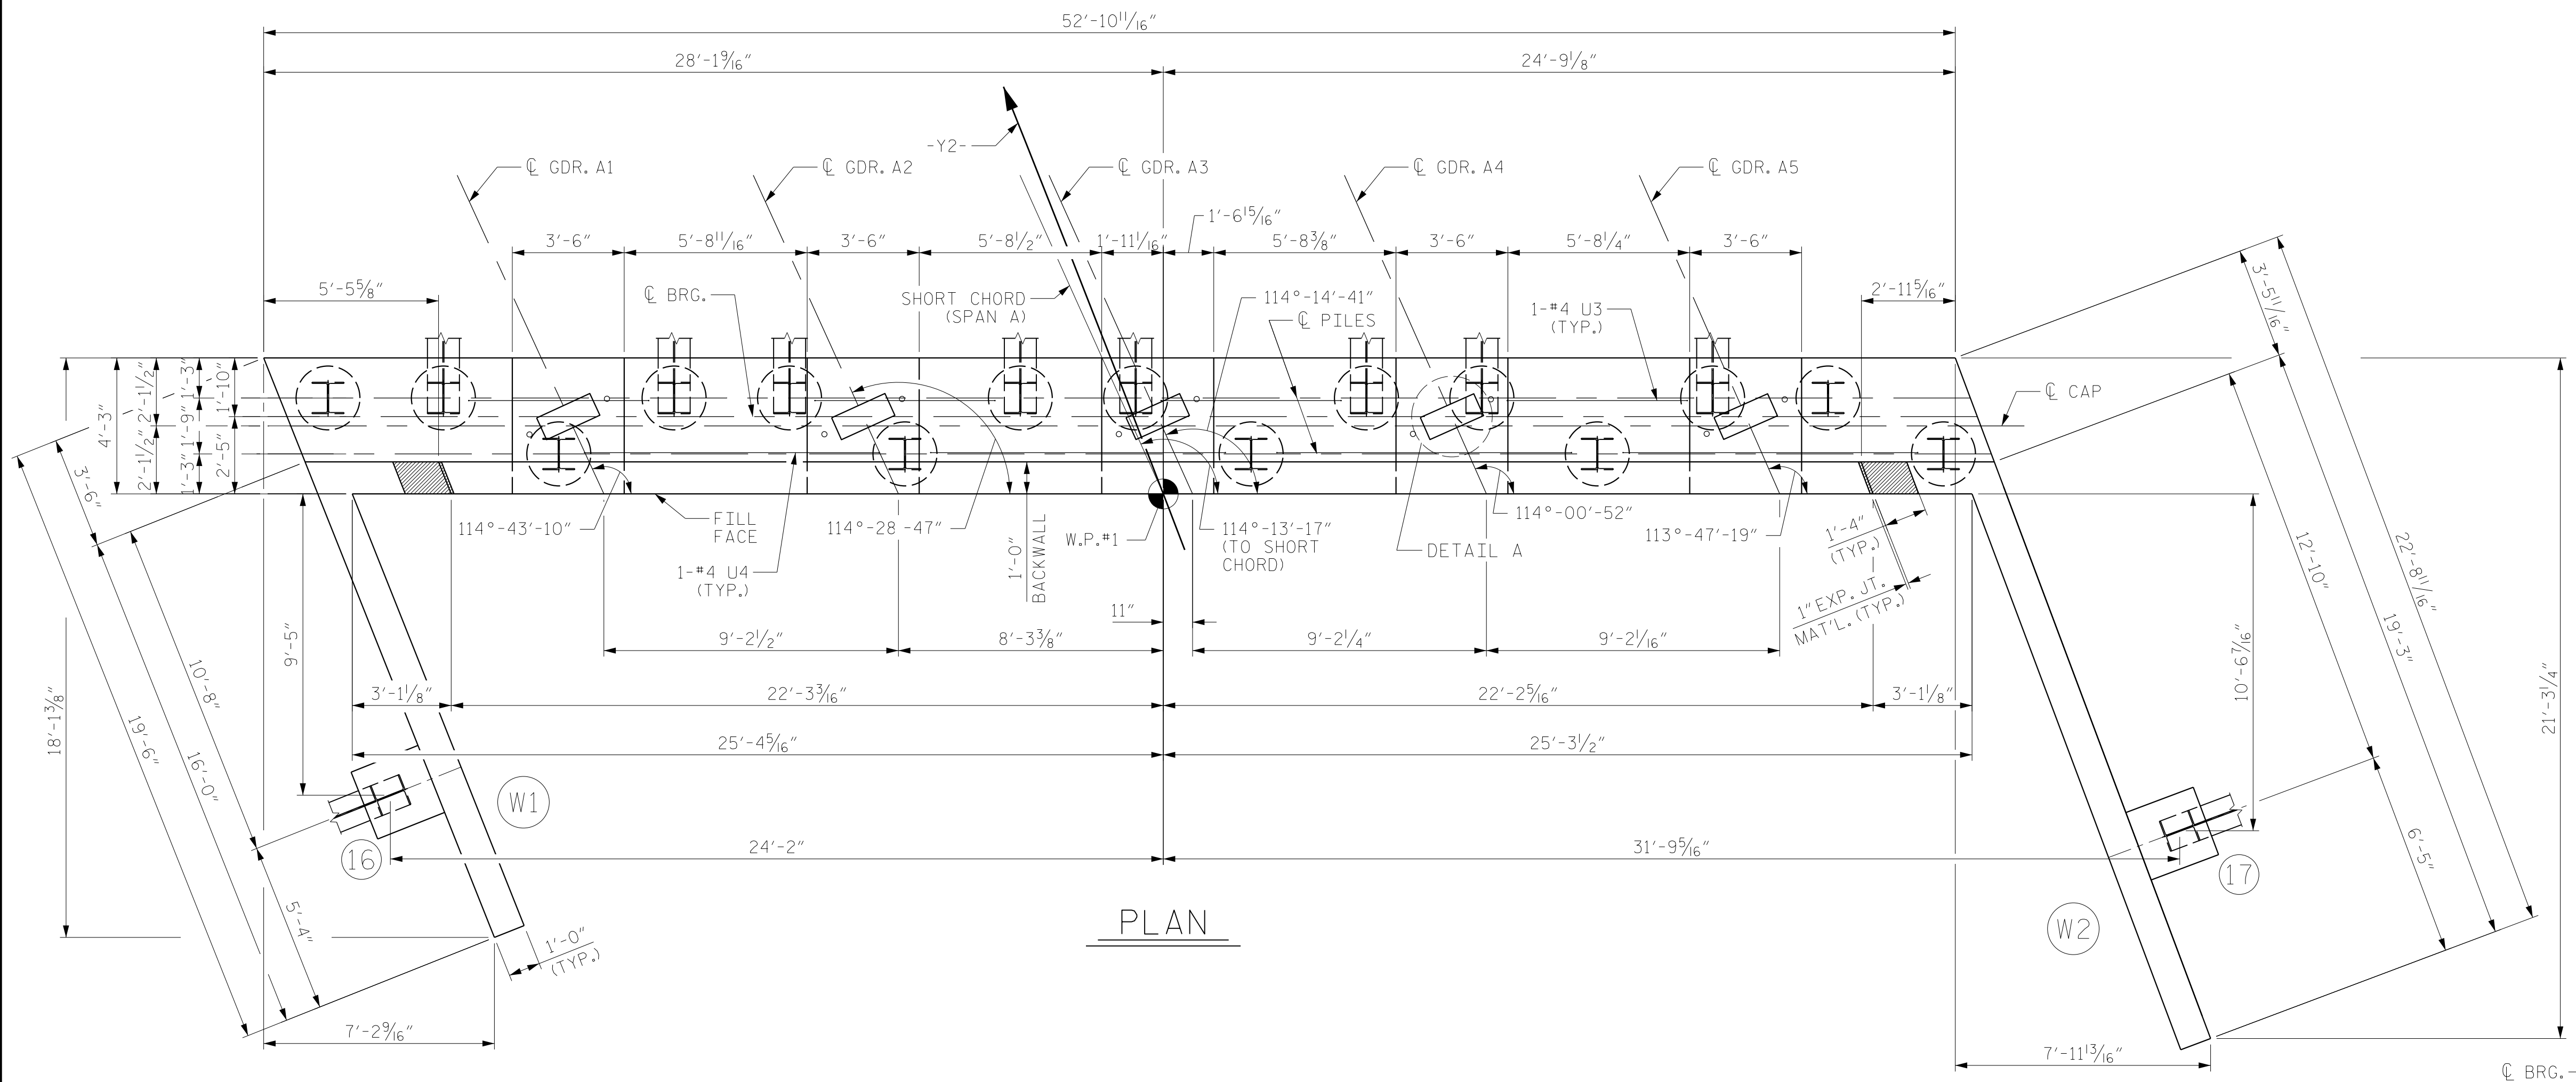 52′-10 11/16″
28′-1 9/16″
24′-9 1/8″
-Y2-
℄ GDR. A1
℄ GDR. A2
℄ GDR. A3
℄ GDR. A4
℄ GDR. A5
1′-6 15/16″
3′-6″
5′-8 11/16″
3′-6″
5′-8 1/2″
1′-11 1/16″
5′-8 3/8″
3′-6″
5′-8 1/4″
3′-6″
5′-5 5/8″
℄ BRG.
SHORT CHORD
(SPAN A)
114°-14′-41″
℄ PILES
1-#4 U3
(TYP.)
2′-11 5/16″
3′-5 11/16″
4′-3″
2′-1 1/2″
2′-1 1/2″
1′-3″
1′-9″
1′-3″
1′-10″
2′-5″
℄ CAP
3′-6″
114°-43′-10″
FILL
FACE
114°-28 -47″
1′-0″
BACKWALL
W.P.#1
114°-13′-17″
(TO SHORT
CHORD)
DETAIL A
114°-00′-52″
113°-47′-19″
1′-4″
(TYP.)
1″ EXP. JT.
MAT'L. (TYP.)
1-#4 U4
(TYP.)
12′-10″
22′-8 11/16″
19′-3″
11″
9′-2 1/2″
8′-3 3/8″
9′-2 1/4″
9′-2 1/16″
9′-5″
10′-8″
18′-1 3/8″
19′-6″
16′-0″
3′-1 1/8″
22′-3 3/16″
22′-2 5/16″
3′-1 1/8″
10′-6 7/16″
21′-3 1/4″
25′-4 5/16″
25′-3 1/2″
W1
16
24′-2″
31′-9 5/16″
17
6′-5″
5′-4″
1′-0″
(TYP.)
PLAN
W2
7′-2 9/16″
7′-11 13/16″
℄ BRG.